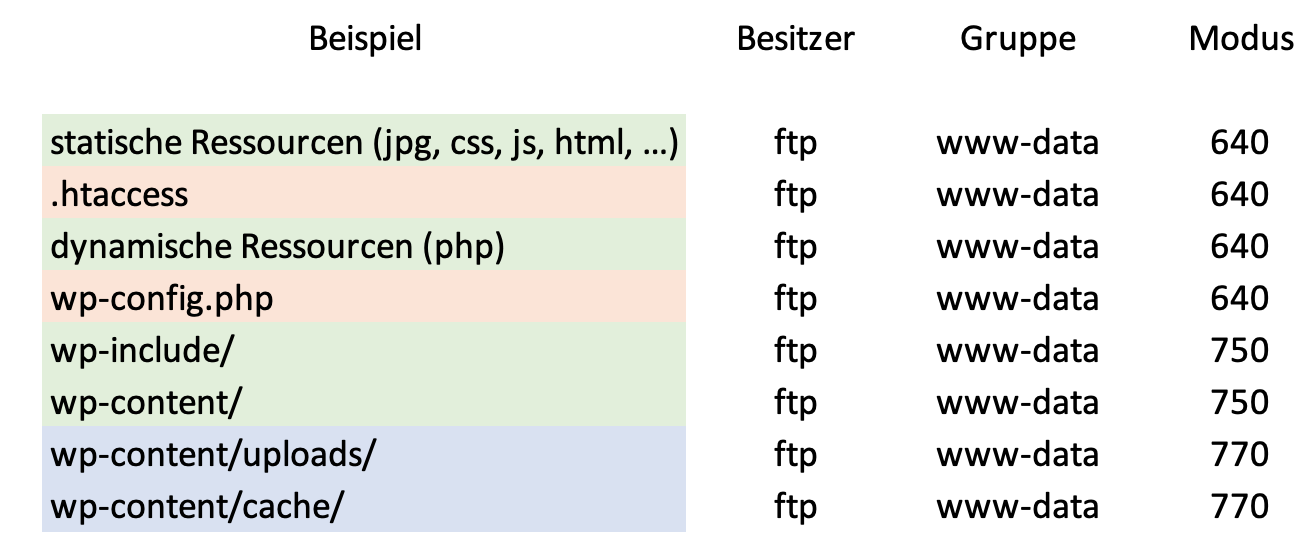 Beispiel Besitzer Gruppe Modus
statische Ressourcen (jpg, css, js, html, ...) ftp www-data 640
.htaccess ftp www-data 640
dynamische Ressourcen (php) ftp www-data 640
wp-config.php ftp www-data 640
wp-include/ ftp www-data 750
wp-content/ ftp www-data 750
wp-content/uploads/ ftp www-data 770
wp-content/cache/ ftp www-data 770